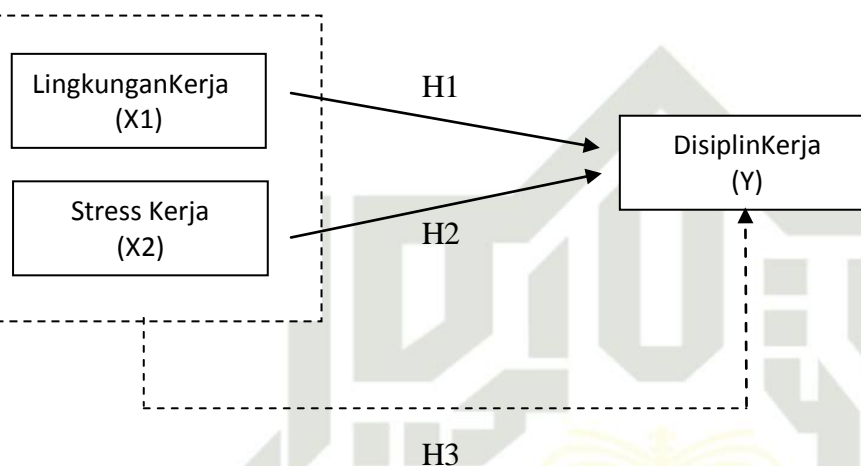 LingkunganKerja
(X1)
H1
DisiplinKerja
(Y)
Stress Kerja
(X2)
H2
H3